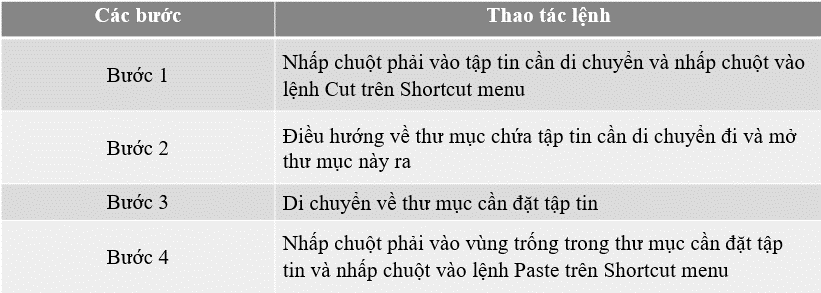 Các bước
Thao tác lệnh
Bước 1
Nhấp chuột phải vào tập tin cần di chuyển và nhấp chuột vào
lệnh Cut trên Shortcut menu
Bước 2
Điều hướng về thư mục chứa tập tin cần di chuyển đi và mở
thư mục này ra
Bước 3
Di chuyển về thư mục cần đặt tập tin
Bước 4
Nhấp chuột phải vào vùng trống trong thư mục cần đặt tập
tin và nhấp chuột vào lệnh Paste trên Shortcut menu